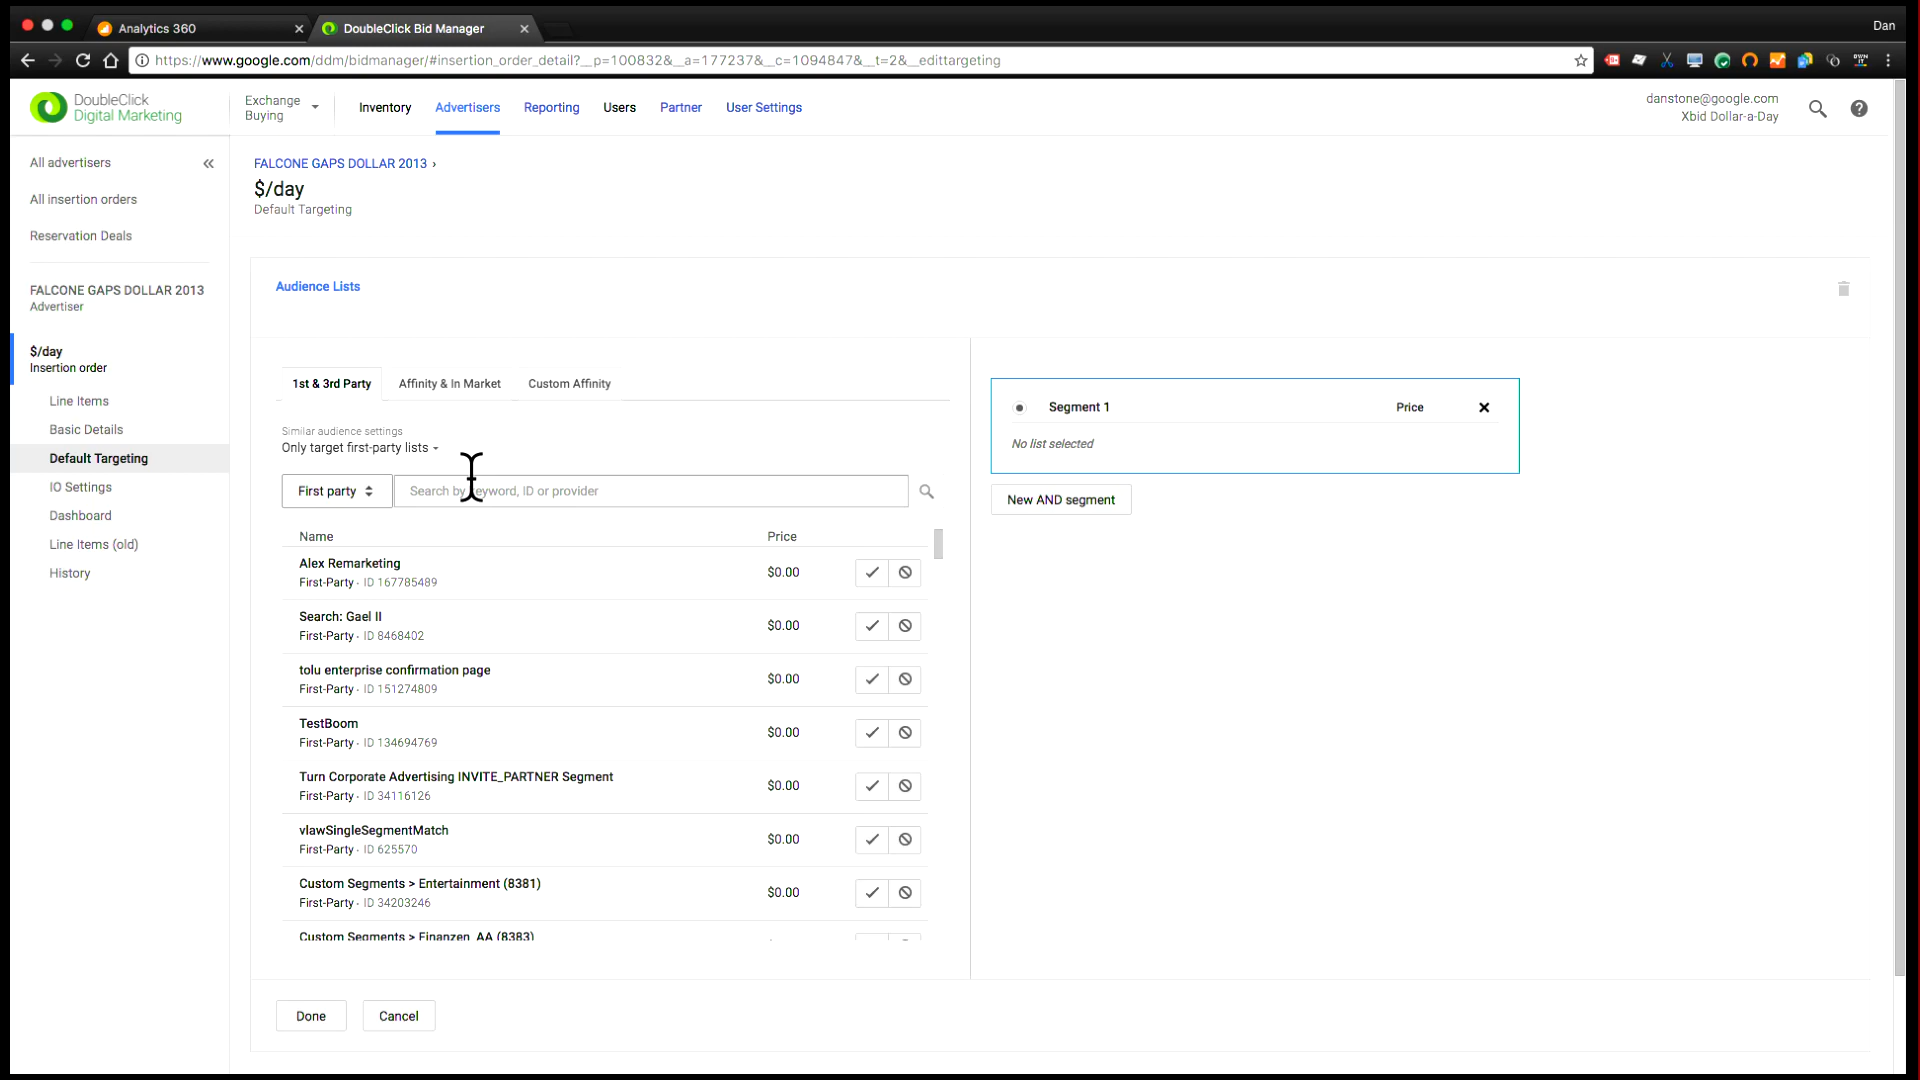 Analytics 360
DoubleClick Bid Manager
Dan
https://www.google.com/ddm/bidmanager/#insertion_order_detail?__p=100832&__a=177237&__c=1094847&__t=2&__edittargeting
DoubleClick
Digital Marketing
Exchange
Buying
Inventory
Advertisers
Reporting
Users
Partner
User Settings
danstone@google.com
Xbid Dollar-a-Day
All advertisers
All insertion orders
Reservation Deals
FALCONE GAPS DOLLAR 2013
Advertiser
$/day
Insertion order
Line Items
Basic Details
Default Targeting
IO Settings
Dashboard
Line Items (old)
History
FALCONE GAPS DOLLAR 2013 ›
$/day
Default Targeting
Audience Lists
1st & 3rd Party
Affinity & In Market
Custom Affinity
Similar audience settings
Only target first-party lists
First party
Search by keyword, ID or provider
Name Price
Alex Remarketing
First-Party · ID 167785489
$0.00
Search: Gael II
First-Party · ID 8468402
$0.00
tolu enterprise confirmation page
First-Party · ID 151274809
$0.00
TestBoom
First-Party · ID 134694769
$0.00
Turn Corporate Advertising INVITE_PARTNER Segment
First-Party · ID 34116126
$0.00
vlawSingleSegmentMatch
First-Party · ID 625570
$0.00
Custom Segments > Entertainment (8381)
First-Party · ID 34203246
$0.00
Custom Segments > Finanzen_AA (8383)
Segment 1 Price
No list selected
New AND segment
Done
Cancel